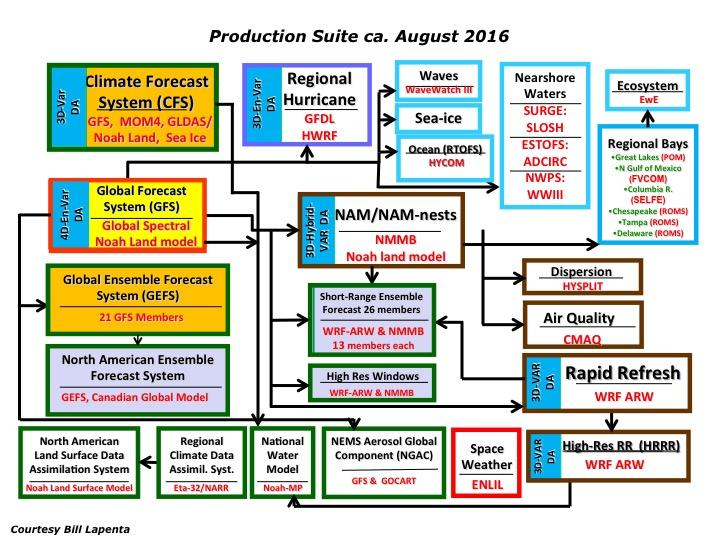 Production Suite ca. August 2016
3D-Var
DA
Climate Forecast
System (CFS)
GFS, MOM4, GLDAS/
Noah Land, Sea Ice
3D-En-Var
DA
Regional
Hurricane
GFDL
HWRF
Waves
WaveWatch III
Sea-ice
Ocean (RTOFS)
HYCOM
Nearshore
Waters
SURGE:
SLOSH
ESTOFS:
ADCIRC
NWPS:
WWIII
Ecosystem
EwE
Regional Bays
•Great Lakes (POM)
•N Gulf of Mexico
(FVCOM)
•Columbia R.
(SELFE)
•Chesapeake (ROMS)
•Tampa (ROMS)
•Delaware (ROMS)
4D-En-Var
DA
Global Forecast
System (GFS)
Global Spectral
Noah Land model
3D-Hybrid-
VAR DA
NAM/NAM-nests
NMMB
Noah land model
Global Ensemble Forecast
System (GEFS)
21 GFS Members
Short-Range Ensemble
Forecast 26 members
WRF-ARW & NMMB
13 members each
Dispersion
HYSPLIT
Air Quality
CMAQ
North American Ensemble
Forecast System
GEFS, Canadian Global Model
High Res Windows
WRF-ARW & NMMB
3D-VAR
DA
Rapid Refresh
WRF ARW
North American
Land Surface Data
Assimilation System
Noah Land Surface Model
Regional
Climate Data
Assimil. Syst.
Eta-32/NARR
National
Water
Model
Noah-MP
NEMS Aerosol Global
Component (NGAC)
GFS & GOCART
Space
Weather
ENLIL
3D-VAR
DA
High-Res RR (HRRR)
WRF ARW
Courtesy Bill Lapenta